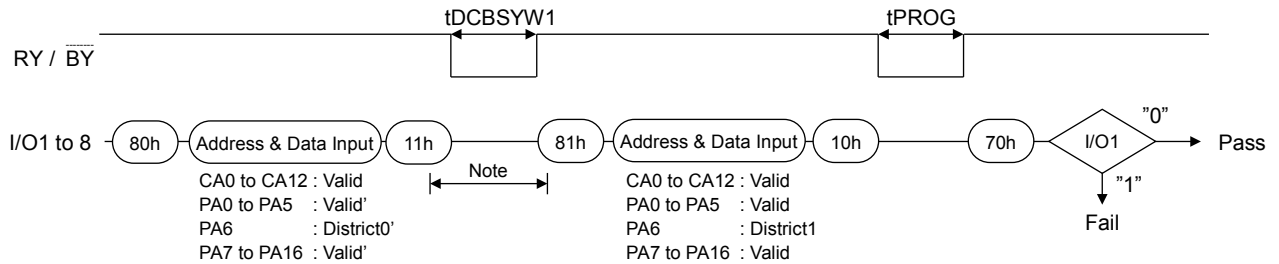 tDCBSYW1
tPROG
RY / BY
I/O1 to 8
80h
Address & Data Input
11h
81h
Address & Data Input
10h
70h
I/O1
"0"
Pass
"1"
Fail
Note
CA0 to CA12 : Valid
PA0 to PA5 : Valid’
PA6 : District0’
PA7 to PA16 : Valid’
CA0 to CA12 : Valid
PA0 to PA5 : Valid
PA6 : District1
PA7 to PA16 : Valid